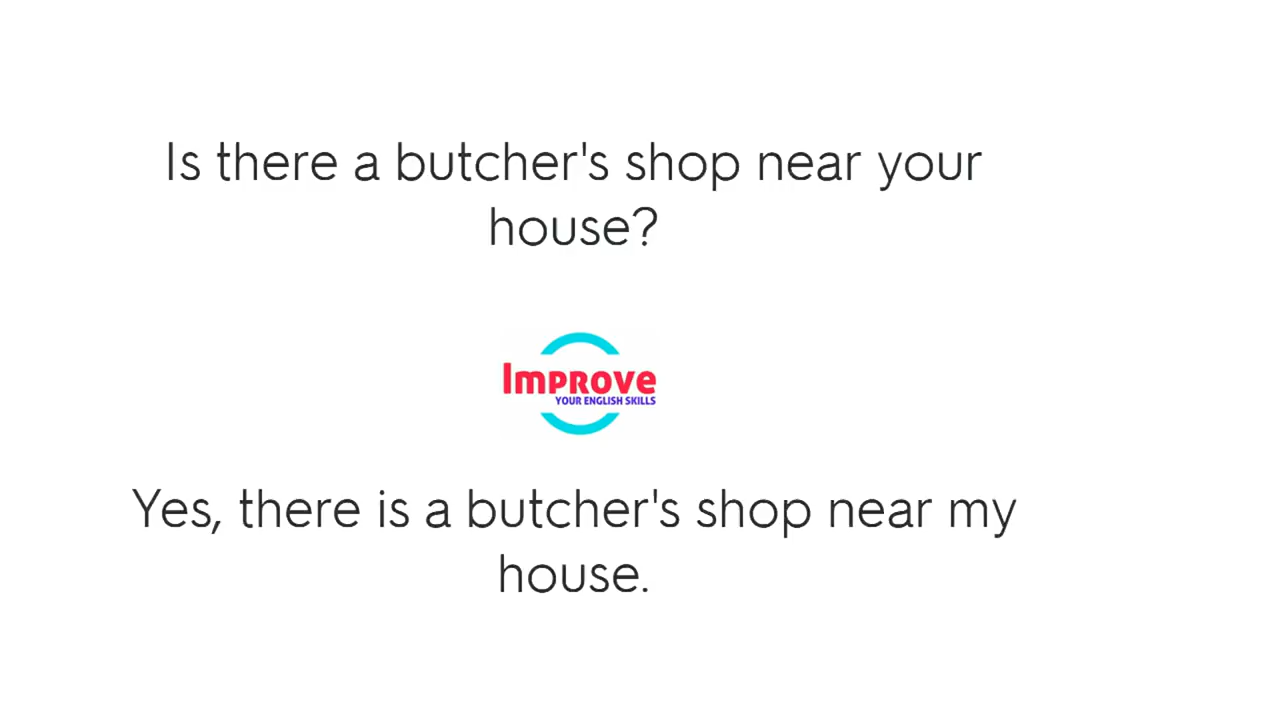 Is there a butcher's shop near your
house?
Improve
YOUR ENGLISH SKILLS
Yes, there is a butcher's shop near my
house.